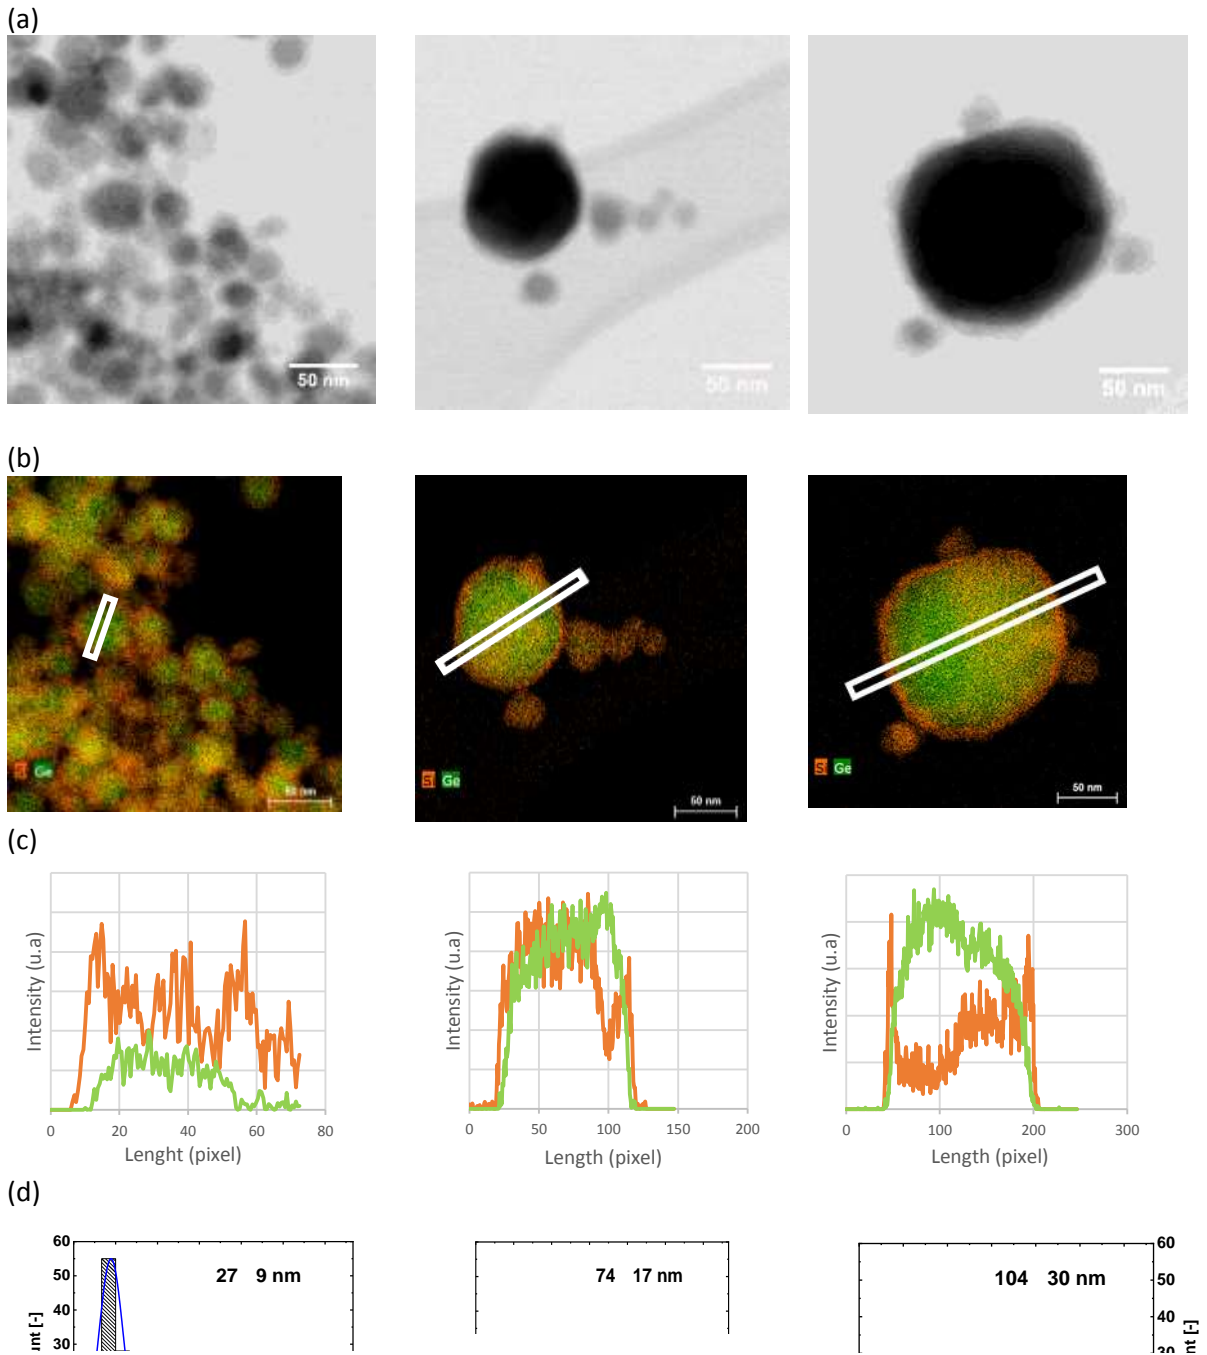 (a)
50 nm
50 nm
50 nm
(b)
Si Ge
50 nm
Si Ge
50 nm
Si Ge
50 nm
(c)
Intensity (u.a)
0 20 40 60 80
Lenght (pixel)
Intensity (u.a)
0 50 100 150 200
Length (pixel)
Intensity (u.a)
0 100 200 300
Length (pixel)
(d)
60
50
40
30
27 9 nm
74 17 nm
104 30 nm
60
50
40
30
[-]